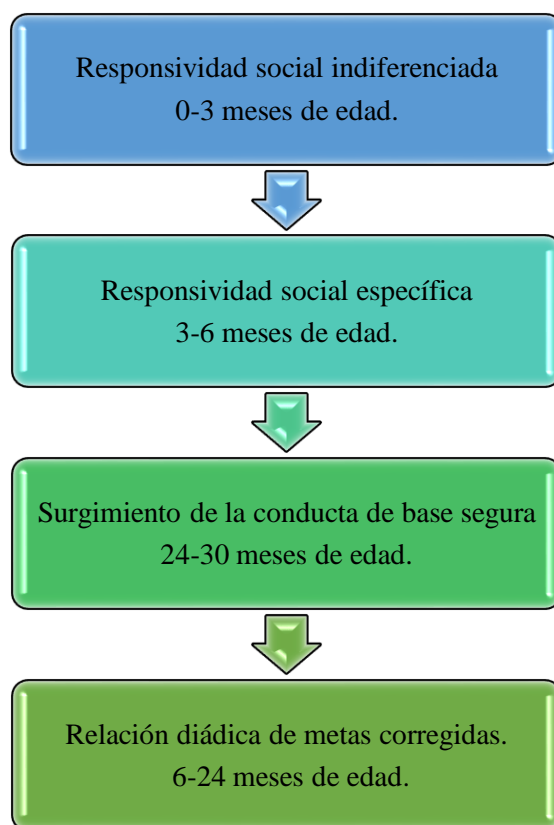 Responsividad social indiferenciada
0-3 meses de edad.
Responsividad social específica
3-6 meses de edad.
Surgimiento de la conducta de base segura
24-30 meses de edad.
Relación diádica de metas corregidas.
6-24 meses de edad.